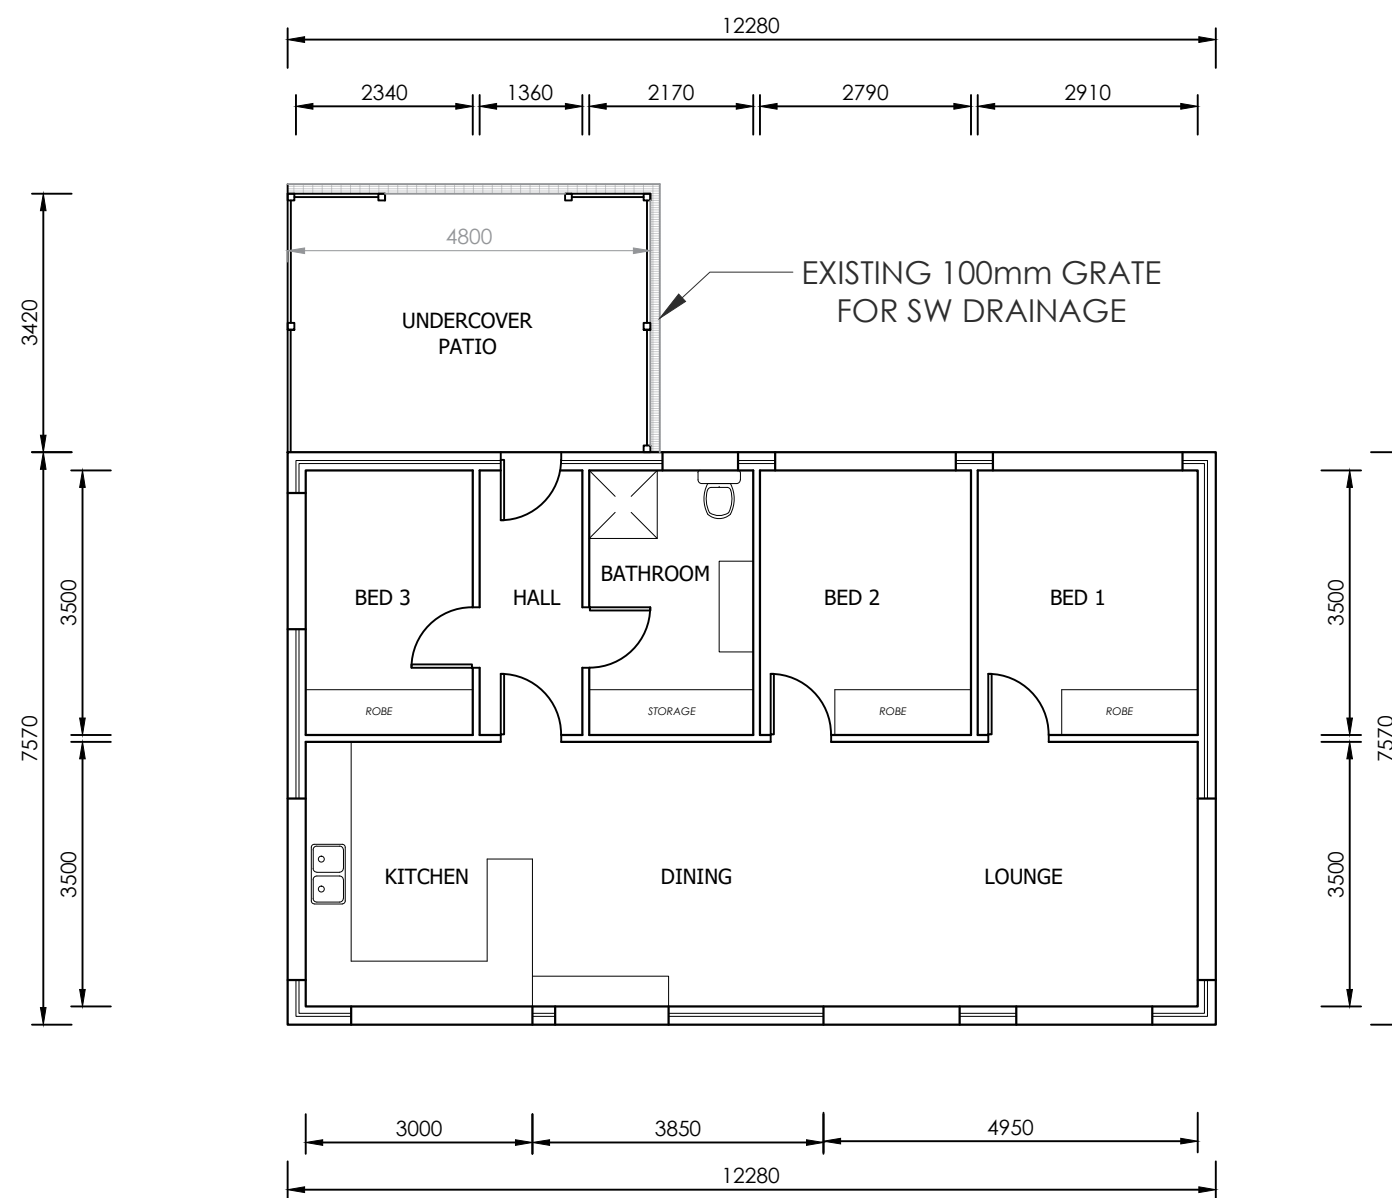 12280
2340
1360
2170
2790
2910
4800
EXISTING 100mm GRATE
FOR SW DRAINAGE
3420
UNDERCOVER
PATIO
BATHROOM
BED 3
HALL
BED 2
BED 1
3500
3500
ROBE
STORAGE
ROBE
ROBE
7570
7570
3500
3500
KITCHEN
DINING
LOUNGE
3000
3850
4950
12280